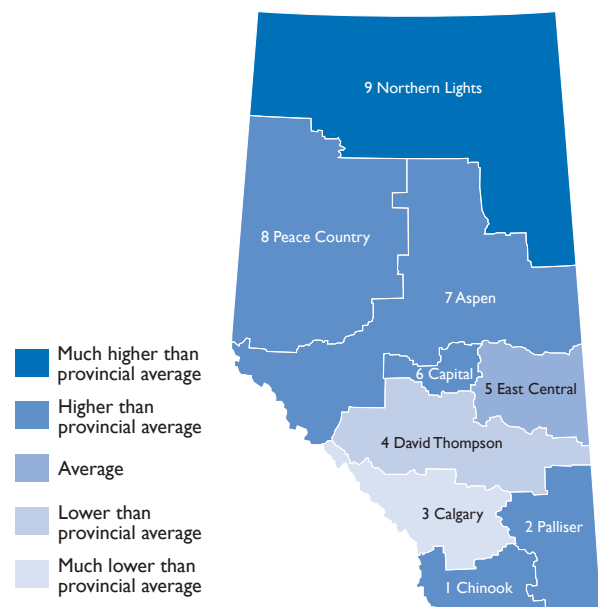 9 Northern Lights
8 Peace Country
7 Aspen
6 Capital
5 East Central
4 David Thompson
3 Calgary
2 Palliser
1 Chinook
Much higher than
provincial average
Higher than
provincial average
Average
Lower than
provincial average
Much lower than
provincial average